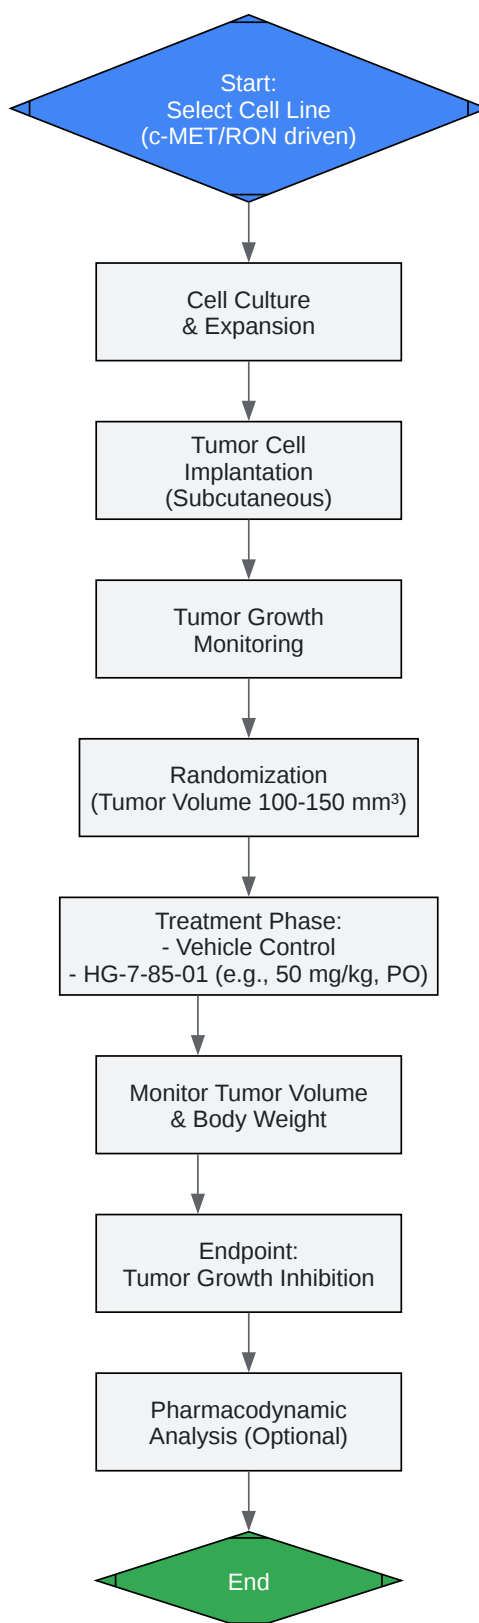 Start:
Select Cell Line
(c-MET/RON driven)
Cell Culture
& Expansion
Tumor Cell
Implantation
(Subcutaneous)
Tumor Growth
Monitoring
Randomization
(Tumor Volume 100-150 mm³)
Treatment Phase:
- Vehicle Control
- HG-7-85-01 (e.g., 50 mg/kg, PO)
Monitor Tumor Volume
& Body Weight
Endpoint:
Tumor Growth Inhibition
Pharmacodynamic
Analysis (Optional)
End